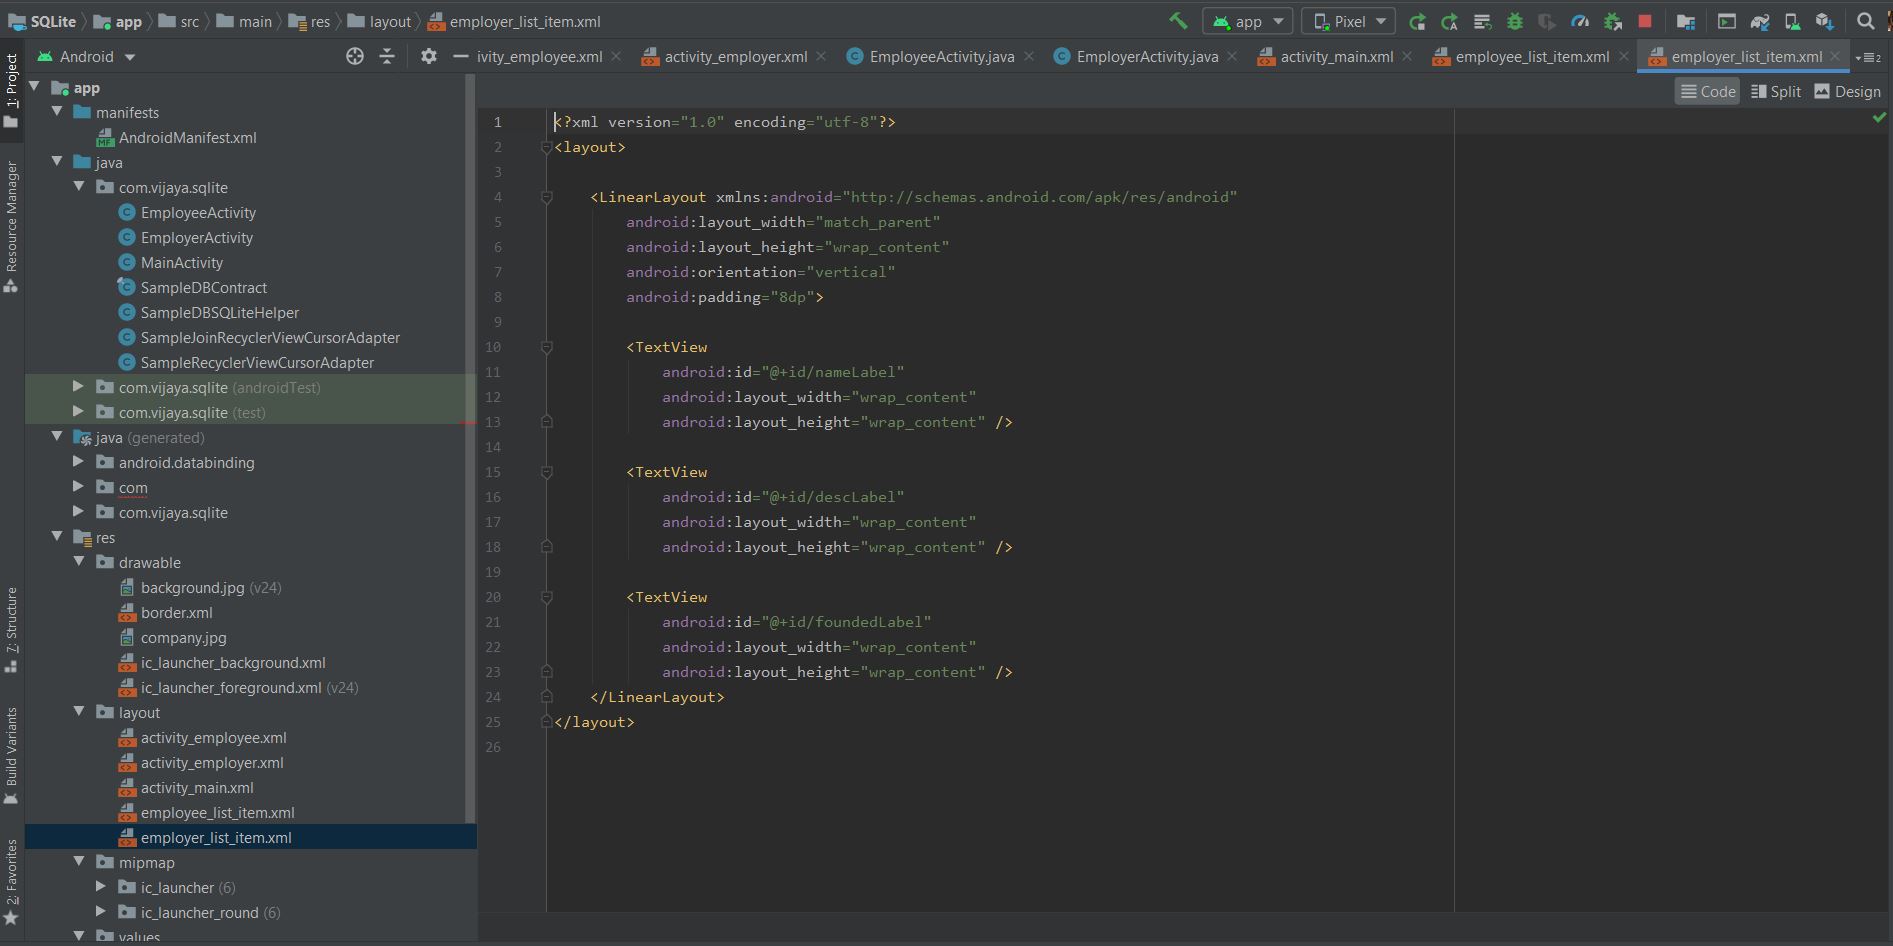 SQLite app src main res layout employer_list_item.xml app Pixel
Android ivity_employee.xml activity_employer.xml EmployeeActivity.java EmployerActivity.java activity_main.xml employee_list_item.xml employer_list_item.xml 2
Code Split Design
1: Project
Resource Manager
7: Structure
Build Variants
2: Favorites
app
manifests
AndroidManifest.xml
java
com.vijaya.sqlite
EmployeeActivity
EmployerActivity
MainActivity
SampleDBContract
SampleDBSQLiteHelper
SampleJoinRecyclerViewCursorAdapter
SampleRecyclerViewCursorAdapter
com.vijaya.sqlite (androidTest)
com.vijaya.sqlite (test)
java (generated)
android.databinding
com
com.vijaya.sqlite
res
drawable
background.jpg (v24)
border.xml
company.jpg
ic_launcher_background.xml
ic_launcher_foreground.xml (v24)
layout
activity_employee.xml
activity_employer.xml
activity_main.xml
employee_list_item.xml
employer_list_item.xml
mipmap
ic_launcher (6)
ic_launcher_round (6)
values
1 <?xml version="1.0" encoding="utf-8"?>
2 <layout>
3
4 <LinearLayout xmlns:android="http://schemas.android.com/apk/res/android"
5 android:layout_width="match_parent"
6 android:layout_height="wrap_content"
7 android:orientation="vertical"
8 android:padding="8dp">
9
10 <TextView
11 android:id="@+id/nameLabel"
12 android:layout_width="wrap_content"
13 android:layout_height="wrap_content" />
14
15 <TextView
16 android:id="@+id/descLabel"
17 android:layout_width="wrap_content"
18 android:layout_height="wrap_content" />
19
20 <TextView
21 android:id="@+id/foundedLabel"
22 android:layout_width="wrap_content"
23 android:layout_height="wrap_content" />
24 </LinearLayout>
25 </layout>
26